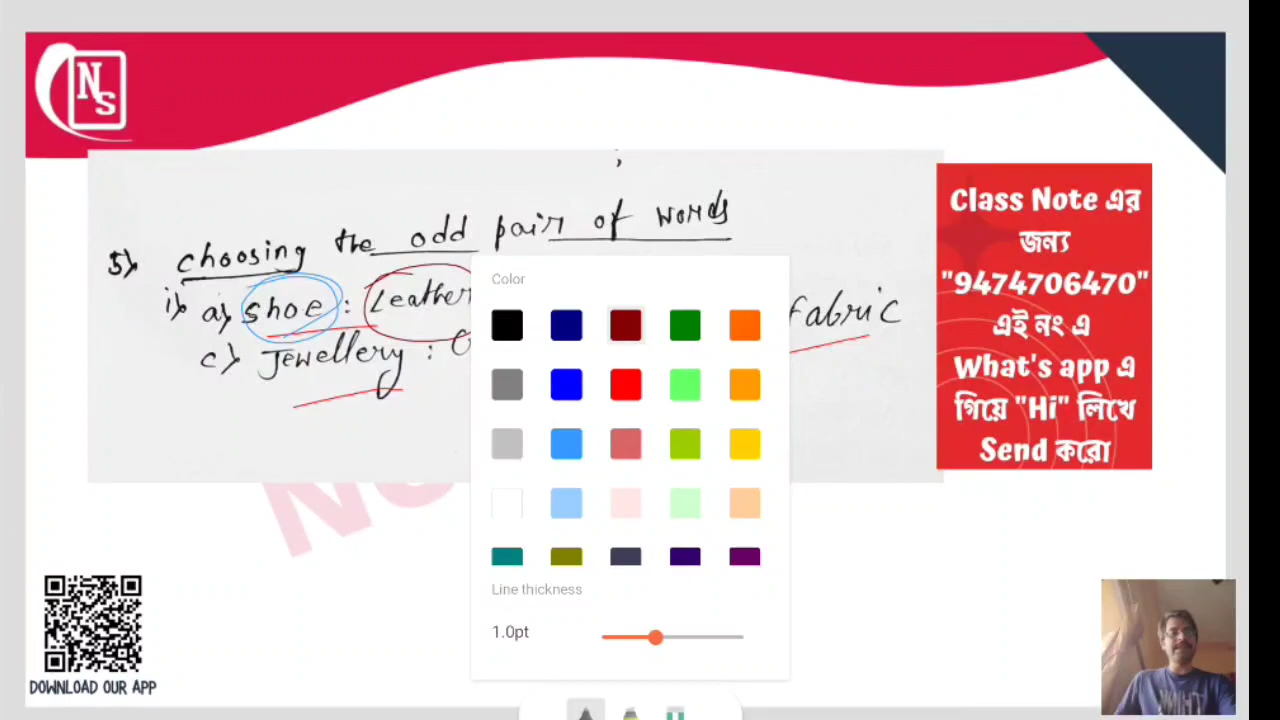 NS
5) choosing the odd pair of words
i) a) Shoe : Leather
fabric
c) Jewellery :
Color
Line thickness
1.0pt
Class Note এর
জন্য
"9474706470"
এই নং এ
What's app এ
গিয়ে "Hi" লিখে
Send করো
DOWNLOAD OUR APP